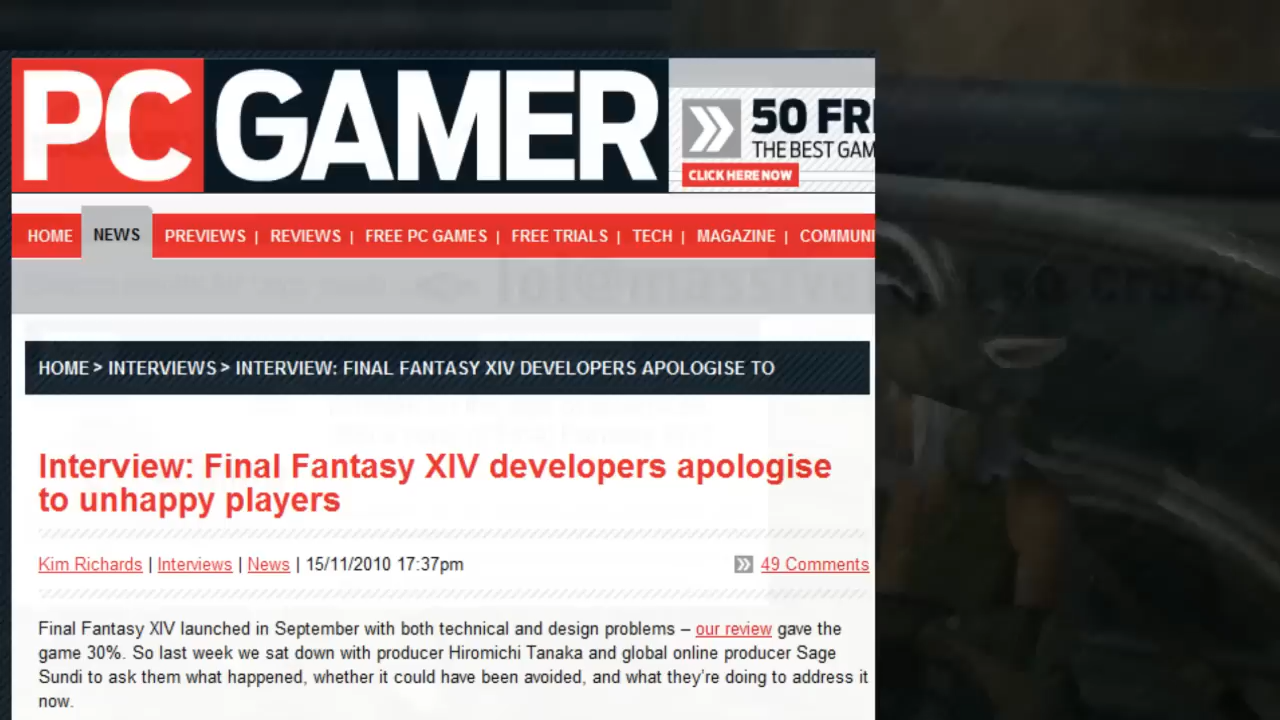 PC GAMER
50 FR
THE BEST GAM
CLICK HERE NOW
HOME NEWS PREVIEWS | REVIEWS | FREE PC GAMES | FREE TRIALS | TECH | MAGAZINE | COMMUNI
lol@massive so crazy
HOME > INTERVIEWS > INTERVIEW: FINAL FANTASY XIV DEVELOPERS APOLOGISE TO
Interview: Final Fantasy XIV developers apologise
to unhappy players
Kim Richards | Interviews | News | 15/11/2010 17:37pm
49 Comments
Final Fantasy XIV launched in September with both technical and design problems – our review gave the
game 30%. So last week we sat down with producer Hiromichi Tanaka and global online producer Sage
Sundi to ask them what happened, whether it could have been avoided, and what they're doing to address it
now.